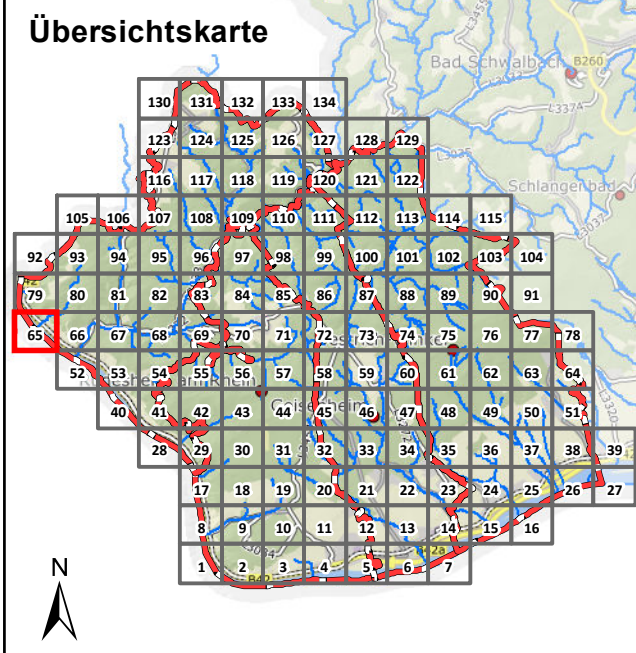 Übersichtskarte
Bad Schwalbach
B260
L3374
L3035
Schlangenbad
L3037
130 131 132 133 134
123 124 125 126 127 128 129
116 117 118 119 120 121 122
105 106 107 108 109 110 111 112 113 114 115
92 93 94 95 96 97 98 99 100 101 102 103 104
79 80 81 82 83 84 85 86 87 88 89 90 91
65 66 67 68 69 70 71 72 73 74 75 76 77 78
52 53 54 55 56 57 58 59 60 61 62 63 64
40 41 42 43 44 45 46 47 48 49 50 51
28 29 30 31 32 33 34 35 36 37 38 39
17 18 19 20 21 22 23 24 25 26 27
8 9 10 11 12 13 14 15 16
1 2 3 4 5 6 7
L3034
B42
B42a
N